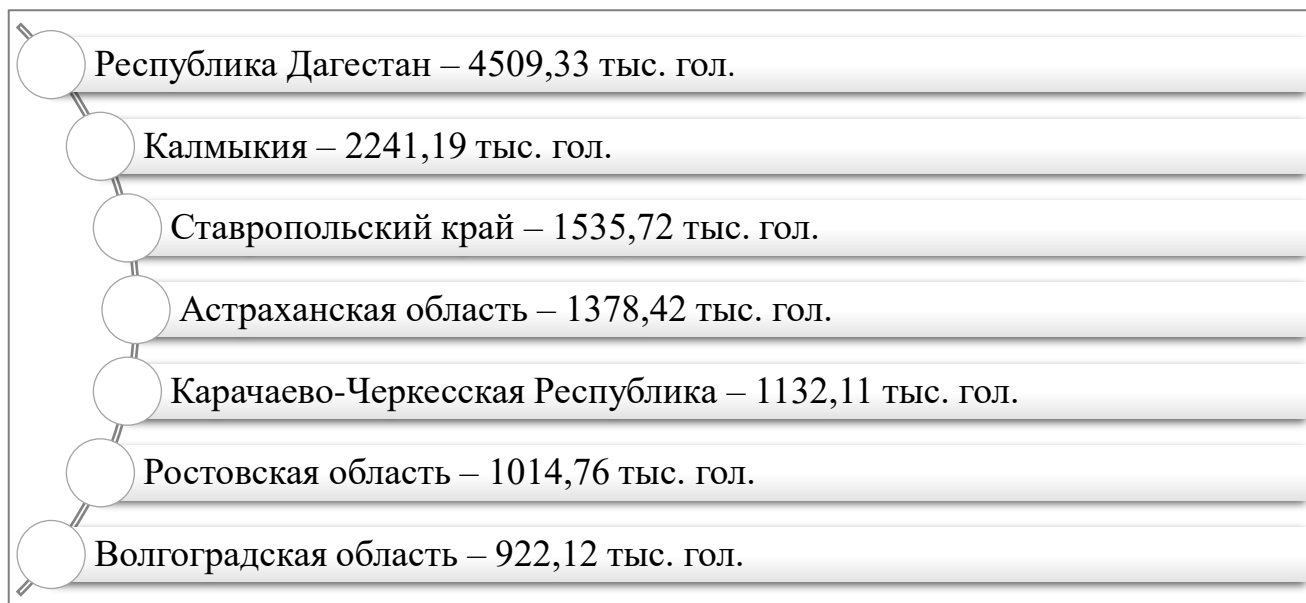 Республика Дагестан – 4509,33 тыс. гол.
Калмыкия – 2241,19 тыс. гол.
Ставропольский край – 1535,72 тыс. гол.
Астраханская область – 1378,42 тыс. гол.
Карачаево-Черкесская Республика – 1132,11 тыс. гол.
Ростовская область – 1014,76 тыс. гол.
Волгоградская область – 922,12 тыс. гол.